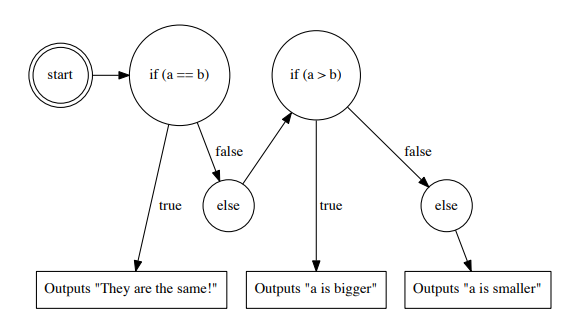 start
if (a == b)
if (a > b)
false
false
true
else
true
else
Outputs "They are the same!"
Outputs "a is bigger"
Outputs "a is smaller"